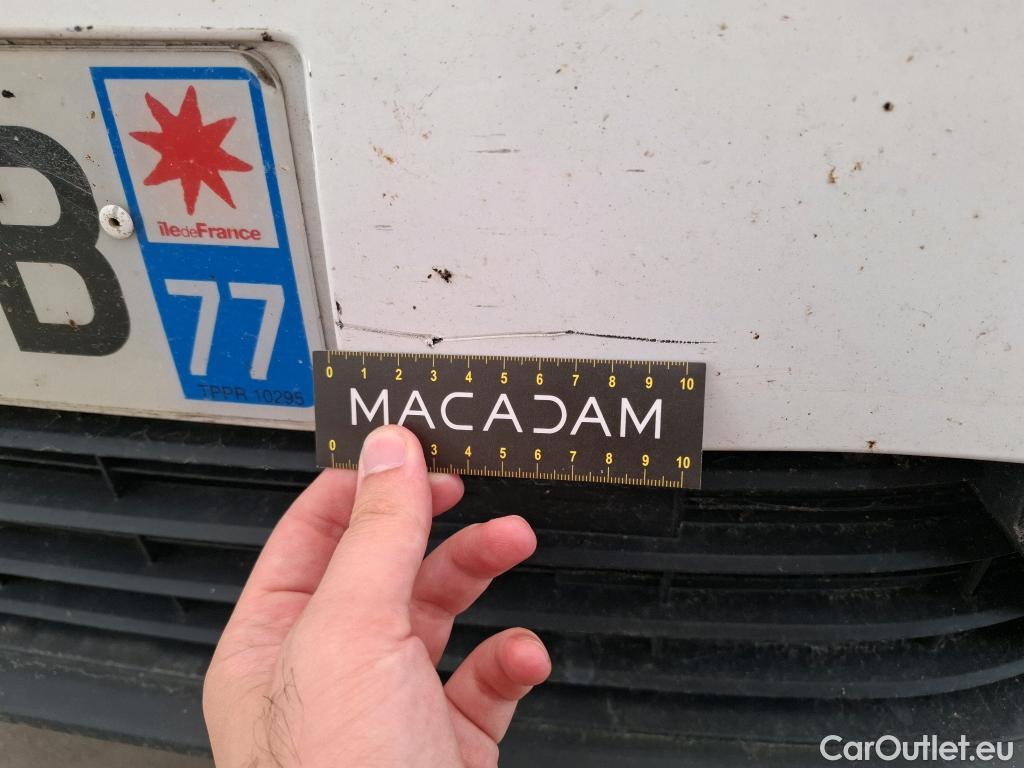 B
îledeFrance
77
TPPR 10295
0 1 2 3 4 5 6 7 8 9 10
MACADAM
0 3 4 5 6 7 8 9 10
CarOutlet.eu